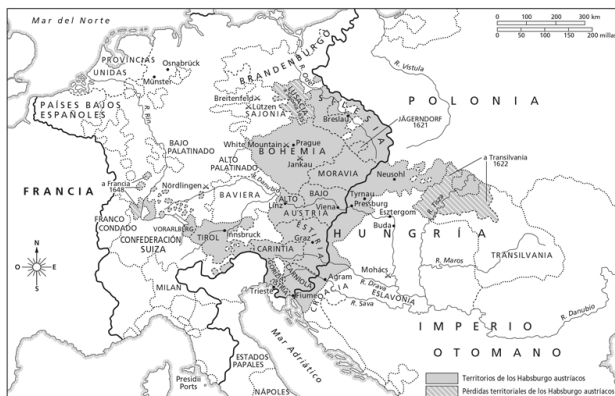 Mar del Norte
0 100 200 300 km
0 50 100 150 200 millas
PROVINCIAS
UNIDAS
Osnabrück
Münster
BRANDENBURGO
R. Oder
R. Vístula
PAÍSES BAJOS
ESPAÑOLES
R. Rin
Breitenfeld
Lützen
SAJONIA
LUSACIA
SILESIA
Breslau
POLONIA
JÄGERNDORF
1621
BAJO
PALATINADO
White Mountain
Prague
BOHEMIA
Jankau
ALTO
PALATINADO
MORAVIA
Neusohl
a Transilvania
1622
FRANCIA
a Francia
1648
Nördlingen
R. Danubio
BAVIERA
ALTO
BAJO
Linz
Viena
AUSTRIA
Tyrnau
Pressburg
Esztergom
Buda
R. Tisza
FRANCO
CONDADO
VORARLBERG
CONFEDERACIÓN
SUIZA
TIROL
Innsbruck
ESTIRIA
Graz
CARINTIA
HUNGRÍA
TRANSILVANIA
R. Maros
N
O
E
S
MILAN
Trieste
Fiume
Agram
CROACIA
Mohács
R. Drava
ESLAVONIA
R. Sava
R. Danubio
IMPERIO
OTOMANO
Mar Adriático
ESTADOS
PAPALES
Presidii
Ports
NÁPOLES
Territorios de los Habsburgo austríacos
Pérdidas territoriales de los Habsburgo austríacos